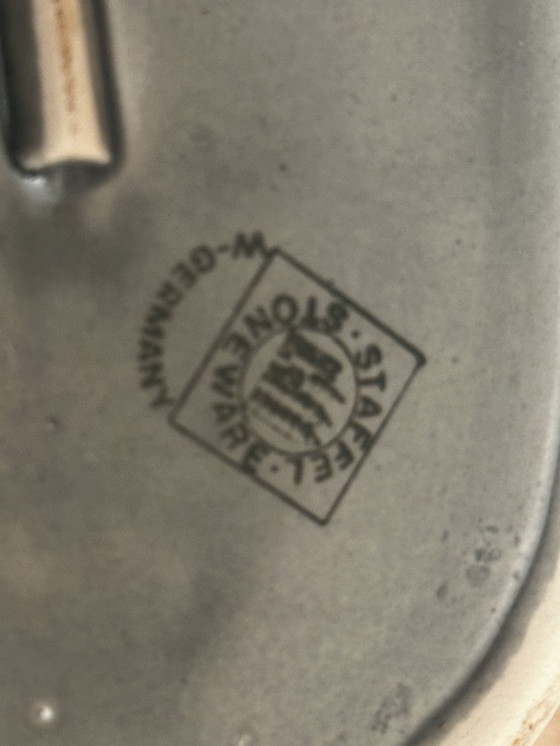 STAFFEL · STONEWARE ·
W-GERMANY